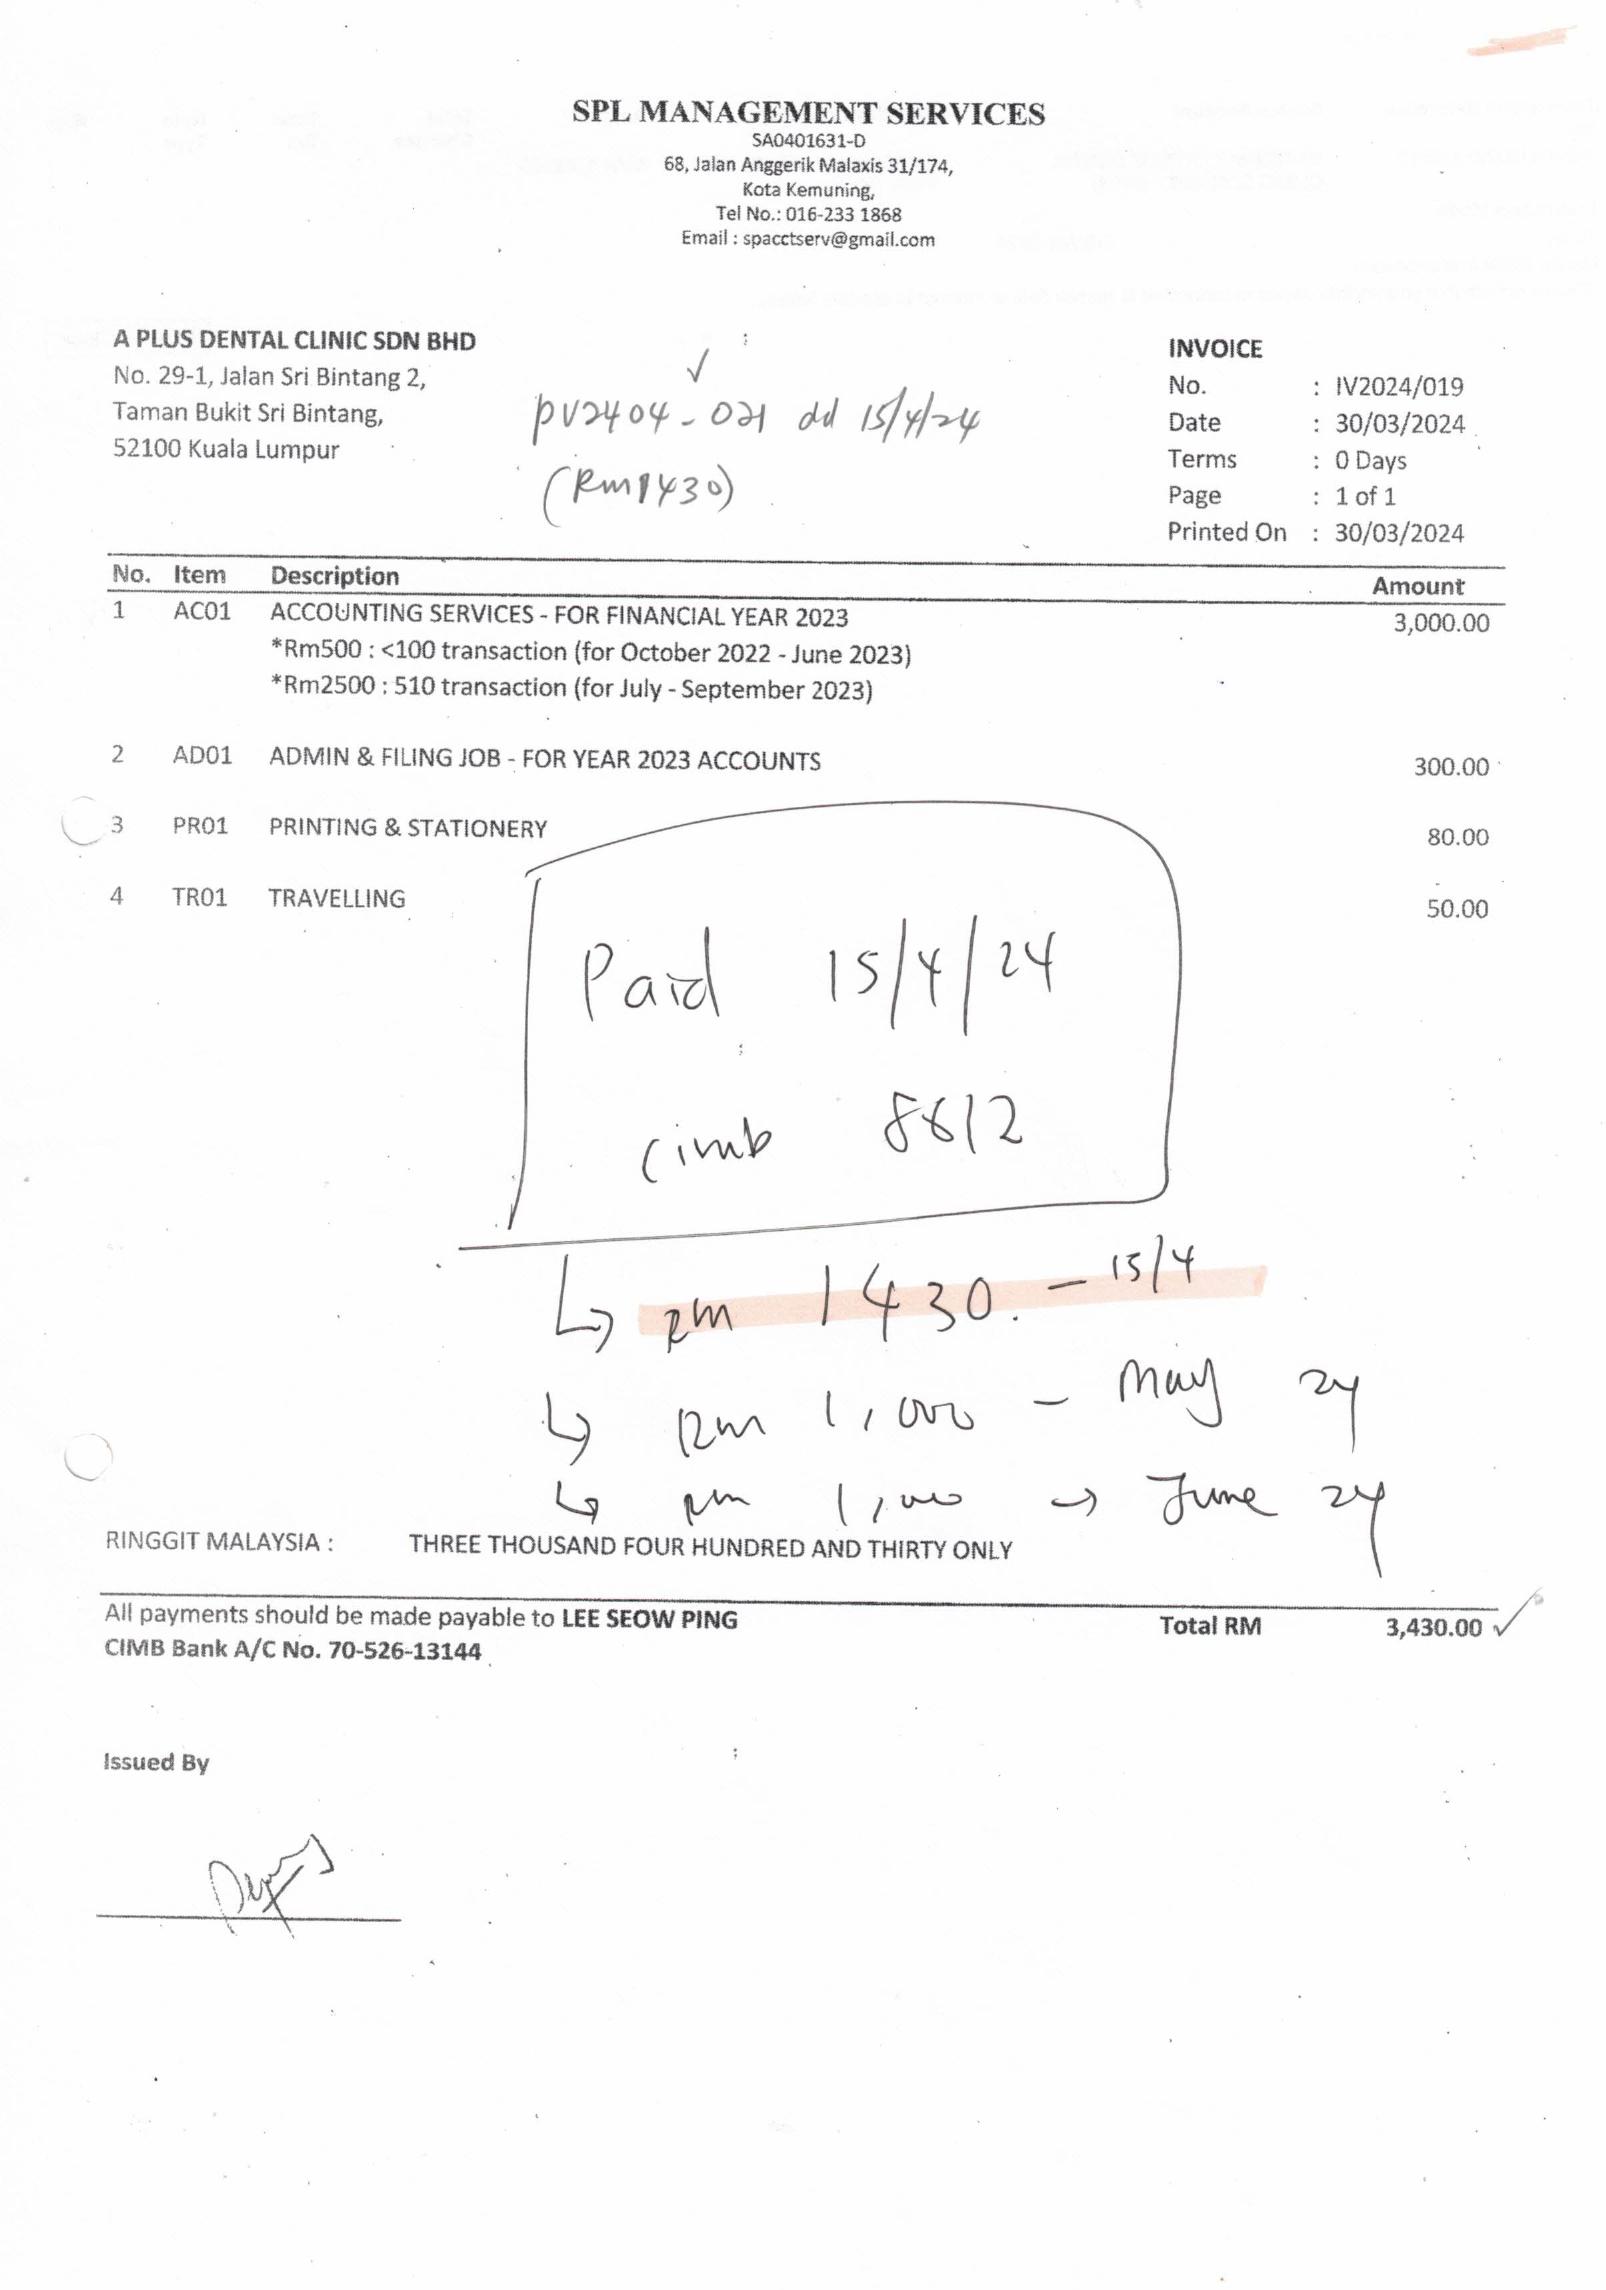 SPL MANAGEMENT SERVICES
SA0401631-D
68, Jalan Anggerik Malaxis 31/174,
Kota Kemuning,
Tel No.: 016-233 1868
Email : spacctserv@gmail.com
A PLUS DENTAL CLINIC SDN BHD
No. 29-1, Jalan Sri Bintang 2,
Taman Bukit Sri Bintang,
52100 Kuala Lumpur
PV2404-021 dd 15/4/24
(RM1430)
INVOICE
No. : IV2024/019
Date : 30/03/2024
Terms : 0 Days
Page : 1 of 1
Printed On : 30/03/2024
No. Item Description Amount
1 AC01 ACCOUNTING SERVICES - FOR FINANCIAL YEAR 2023 3,000.00
*Rm500 : <100 transaction (for October 2022 - June 2023)
*Rm2500 : 510 transaction (for July - September 2023)
2 AD01 ADMIN & FILING JOB - FOR YEAR 2023 ACCOUNTS 300.00
3 PR01 PRINTING & STATIONERY 80.00
4 TR01 TRAVELLING 50.00
Paid 15/4/24
Cimb 8612
↳ RM 1430. - 15/4
↳ RM 1,000 - May 24
↳ RM 1,000 → June 24
RINGGIT MALAYSIA : THREE THOUSAND FOUR HUNDRED AND THIRTY ONLY
All payments should be made payable to LEE SEOW PING
Total RM 3,430.00
CIMB Bank A/C No. 70-526-13144
Issued By